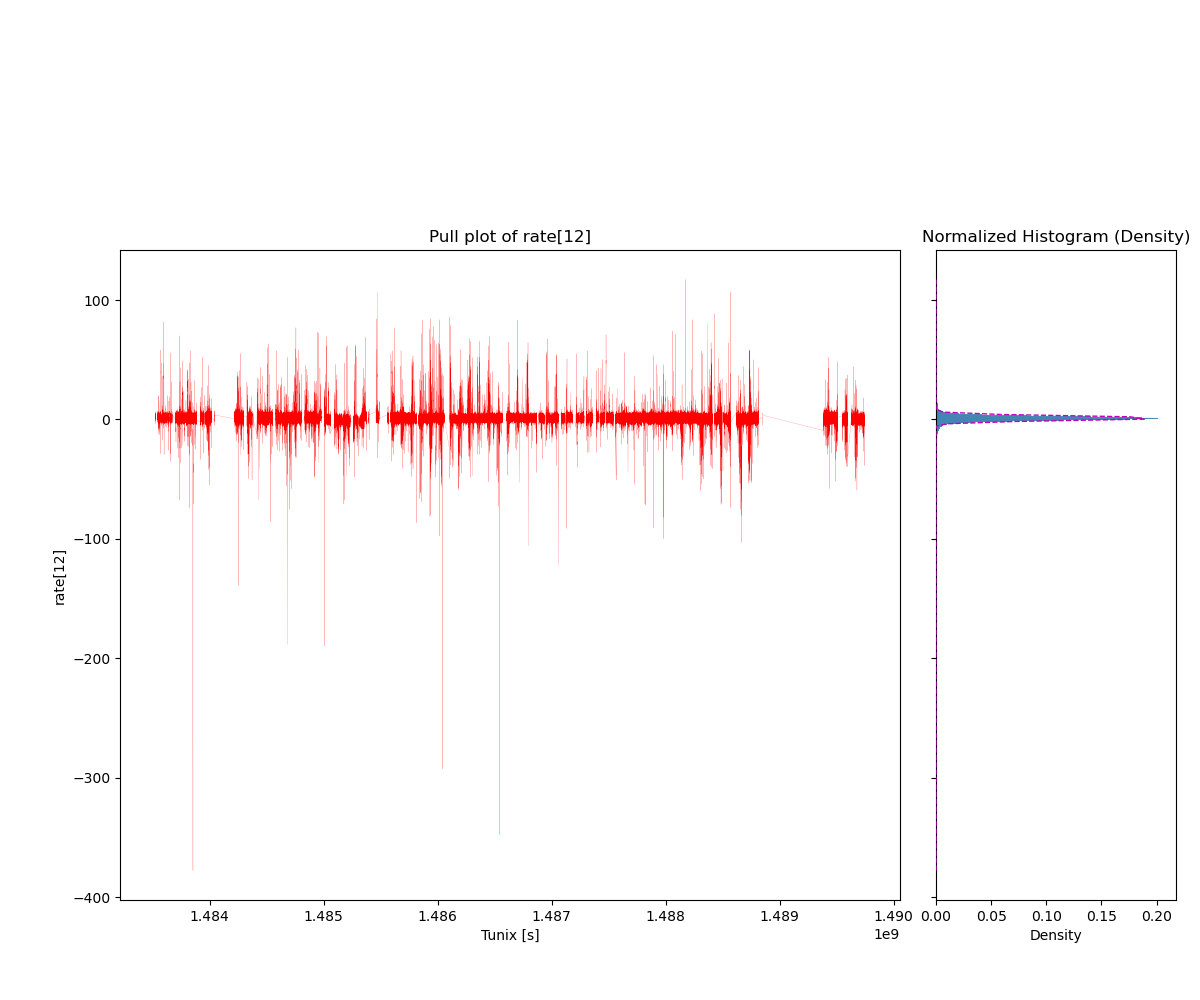 Pull plot of rate[12]
Normalized Histogram (Density)
100
0
−100
−200
−300
−400
rate[12]
1.484 1.485 1.486 1.487 1.488 1.489 1.490
1e9
Tunix [s]
0.00 0.05 0.10 0.15 0.20
Density